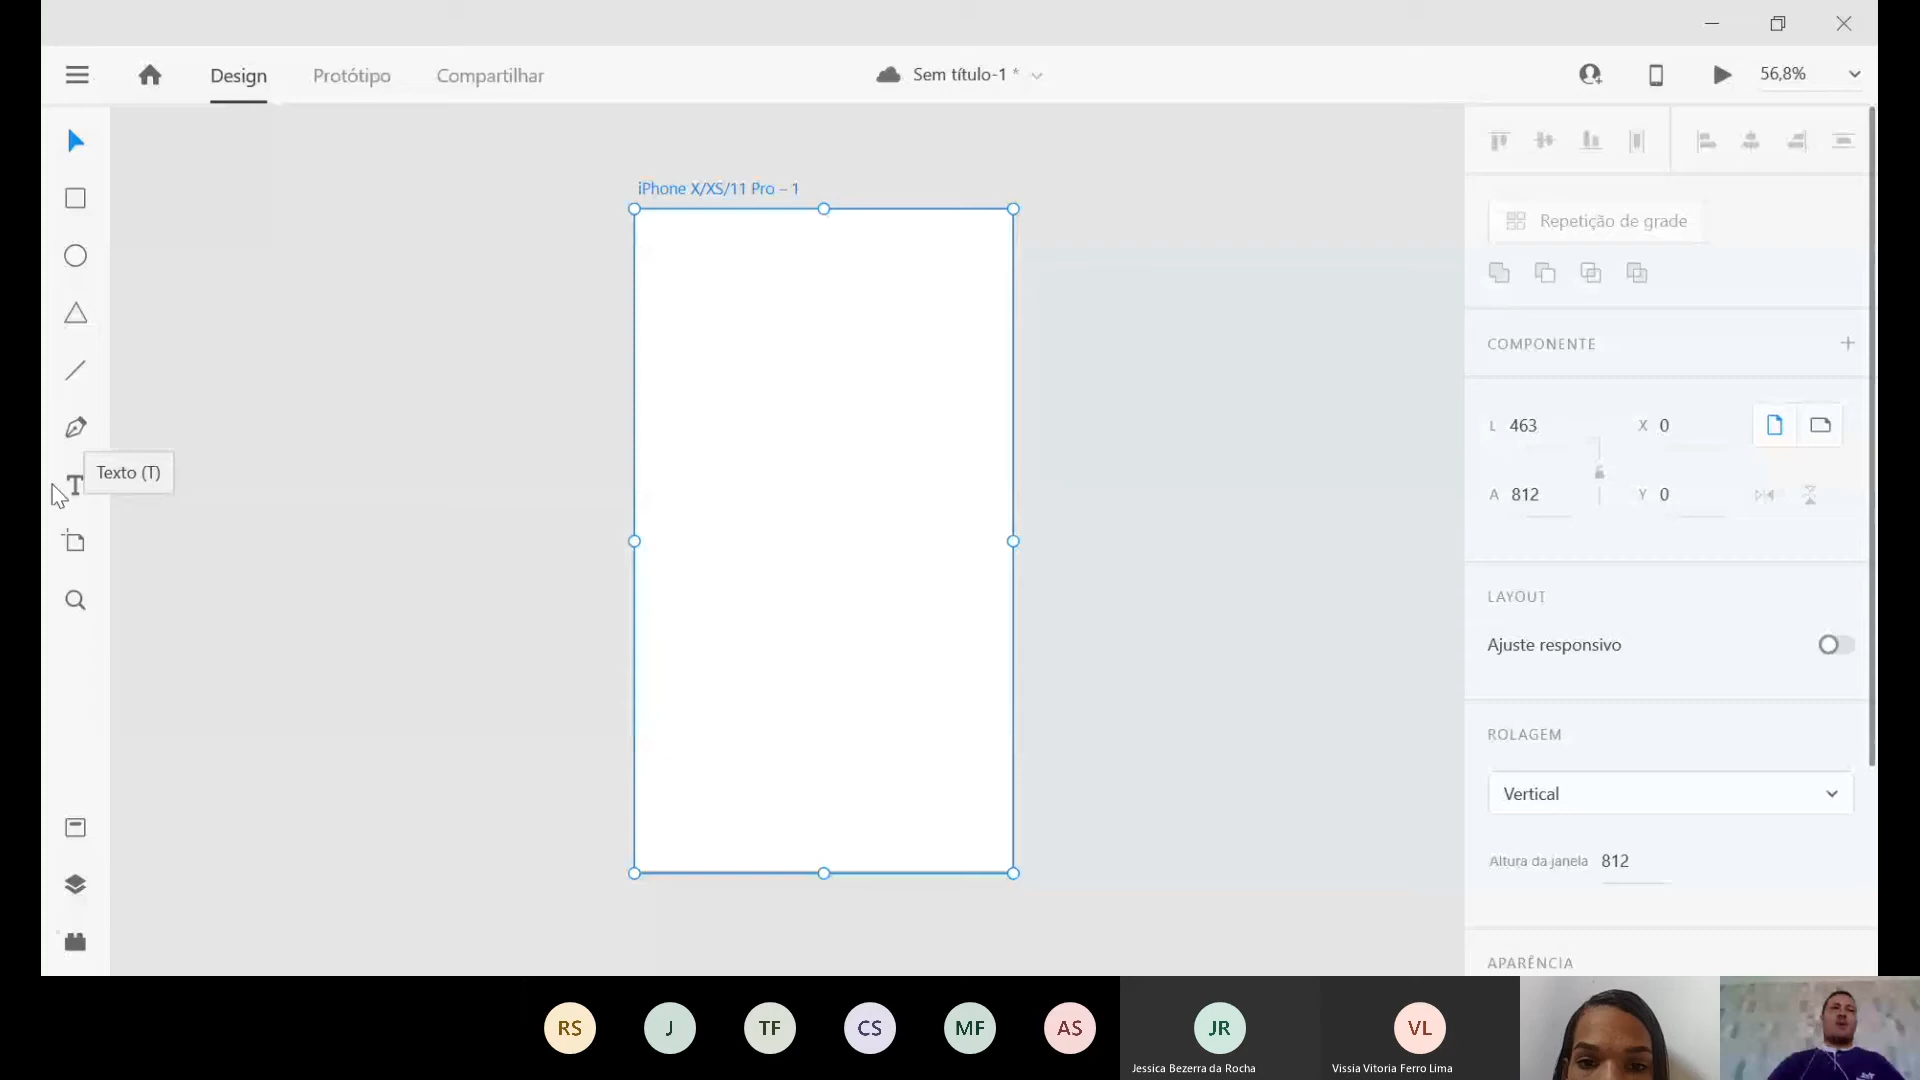 Design
Protótipo
Compartilhar
Sem título-1 *
56,8%
iPhone X/XS/11 Pro – 1
Repetição de grade
COMPONENTE
L 463
X 0
Texto (T)
T
A 812
Y 0
LAYOUT
Ajuste responsivo
ROLAGEM
Vertical
Altura da janela 812
APARÊNCIA
RS
J
TF
CS
MF
AS
JR
VL
Jessica Bezerra da Rocha
Vissia Vitoria Ferro Lima